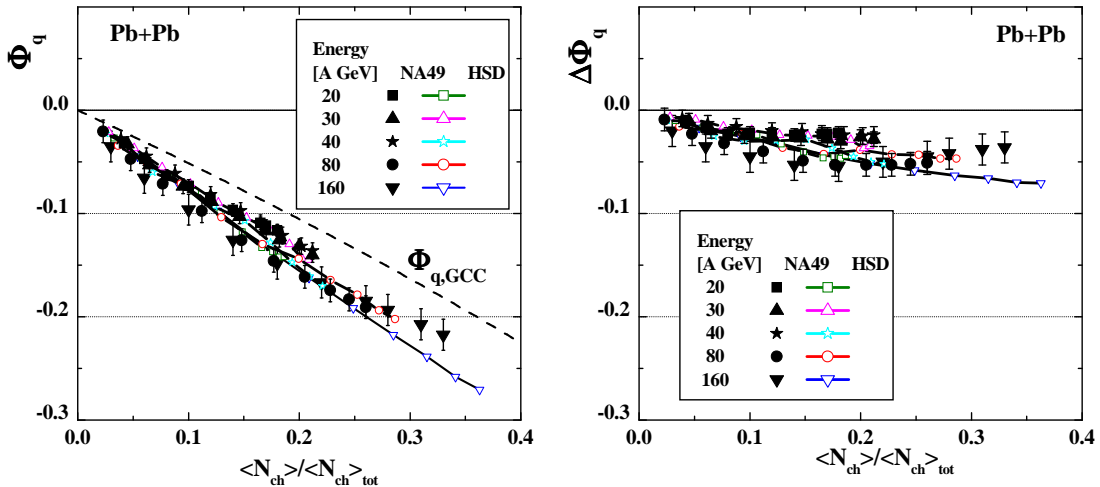 Pb+Pb
Energy
[A GeV] NA49 HSD
20
30
40
80
160
Φq
0.0
-0.1
-0.2
-0.3
Φq,GCC
0.0 0.1 0.2 0.3 0.4
<Nch>/<Nch>tot
Pb+Pb
ΔΦq
0.0
-0.1
-0.2
-0.3
Energy
[A GeV] NA49 HSD
20
30
40
80
160
0.0 0.1 0.2 0.3 0.4
<Nch>/<Nch>tot